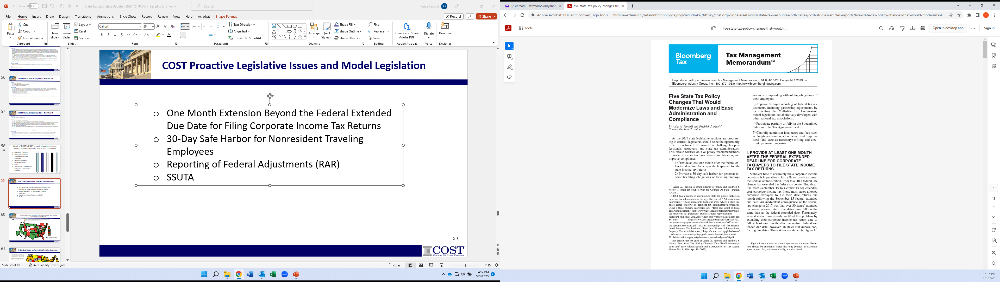 AutoSave Off State Tax Legislative Update - 2023 ITC FINAL • Saved to L: Drive Search Aziza Farooki AF
File Home Insert Draw Design Transitions Animations Slide Show Record Review View Help Acrobat Shape Format Record Share
Paste Cut Copy Format Painter Clipboard
New Slide Reuse Slides Layout Reset Section Slides
Calibri 28 Font
Paragraph Text Direction Align Text Convert to SmartArt
Arrange Quick Styles Shape Fill Shape Outline Shape Effects Drawing
Find Replace Select Editing
Create and Share Adobe PDF Adobe Acrobat
Dictate Voice
Designer Designer
56
2023 COST Advocacy Update - Northeast
57
2023 COST Advocacy Update - Northeast
58
Which of COST's COST proactive legislative issues
and model legislation most affects your company?
59
COST Proactive Legislative Issues and Model Legislation
60
61
30-Day Safe Harbor for Nonresident Traveling Employees
COST Proactive Legislative Issues and Model Legislation
One Month Extension Beyond the Federal Extended
Due Date for Filing Corporate Income Tax Returns
30-Day Safe Harbor for Nonresident Traveling
Employees
Reporting of Federal Adjustments (RAR)
SSUTA
59
COST
COUNCIL ON STATE TAXATION
Slide 59 of 69 Accessibility: Investigate Notes 111%
4:17 PM
5/3/2023 2
(2 unread) - azizafarooki@yahoo five-state-tax-policy-changes-tha
Adobe Acrobat: PDF edit, convert, sign tools | chrome-extension://efaidnbmnnnibpcajpcglclefindmkaj/https://cost.org/globalassets/cost/state-tax-resources-pdf-pages/cost-studies-articles-reports/five-state-tax-policy-changes-that-would-modernize-l... K
Tools five-state-tax-policy-changes-that-would-... Open in desktop app Sign in
Bloomberg
Tax
Tax Management
Memorandum™
Reproduced with permission from Tax Management Memorandum, 64 8, 4/10/23. Copyright © 2023 by
Bloomberg Industry Group, Inc. (800-372-1033) http://www.bloombergindustry.com
Five State Tax Policy
Changes That Would
Modernize Laws and Ease
Administration and
Compliance
By Aziza A. Farooki and Fredrick J. Nicely*
Council On State Taxation
As the 2023 state legislative sessions are progress-
ing in earnest, legislators should seize the opportunity
to fix or continue to fix issues that challenge tax pro-
fessionals, taxpayers, and state tax administrators.
This article focuses on five policy recommendations
to modernize state tax laws, ease administration, and
improve compliance:
1) Provide at least one month after the federal ex-
tended deadline for corporate taxpayers to file
state income tax returns;
2) Provide a 30-day safe harbor for personal in-
come tax filing obligations of traveling employ-
* Aziza A. Farooki is senior director of policy and Fredrick J.
Nicely is senior tax counsel with the Council On State Taxation
(COST).
COST has a history of encouraging state tax policy makers to
improve tax administration through the use of "Administrative
Scorecards." These scorecards highlight areas where a state im-
poses either effective or deficient tax administrative practices.
COST's three primary scorecards are: "Best and Worst of State
Tax Administration," https://www.cost.org/globalassets/cost/state-
tax-resources-pdf-pages/cost-studies-articles-reports/admin-
scorecard-final-may-2020.pdf; "Best and Worst of State Sales Tax
Systems," https://www.cost.org/globalassets/cost/state-tax-
resources-pdf-pages/cost-studies-articles-reports/cost-2022-sales-
tax-systems-scorecard.pdf; and, in partnership with the Interna-
tional Property Tax Institute, "Best (and Worst) of International
Property Tax Administration," https://www.cost.org/globalassets/
cost/state-tax-resources-pdf-pages/cost-studies-articles-reports/
2019-international-property-tax-scorecard---final-june-20.pdf.
This article may be cited as Aziza A. Farooki and Fredrick J.
Nicely, Five State Tax Policy Changes That Would Modernize
Laws and Ease Administration and Compliance, 64 Tax Mgmt.
Memo. No. 8, 119 (Apr. 10, 2023).
ees and corresponding withholding obligations of
their employers;
3) Improve taxpayer reporting of federal tax ad-
justments, including partnership adjustments, by
incorporating the Multistate Tax Commission
model legislation collaboratively developed with
other national tax associations;
4) Participate partially or fully in the Streamlined
Sales and Use Tax Agreement; and
5) Centrally administer local taxes and fees, such
as lodging/accommodation taxes, and improve
local (and state as necessary) e-filing and elec-
tronic payment processes.
I. PROVIDE AT LEAST ONE MONTH
AFTER THE FEDERAL EXTENDED
DEADLINE FOR CORPORATE
TAXPAYERS TO FILE STATE INCOME
TAX RETURNS
Sufficient time to accurately file a corporate income
tax return is imperative to fair, efficient, and customer-
focused tax administration. Prior to a 2017 federal law
change that extended the federal corporate filing dead-
line from September 15 to October 15 for calendar-
year corporate income tax filers, most states allowed
corporate taxpayers to file their state returns one
month following the September 15 federal extended
due date. An inadvertent consequence of the federal
law change in 2017 was that over 30 states' extended
corporate income return due dates now fell on the
same date as the federal extended date. Fortunately,
several states have already rectified this problem by
extending their corporate income tax return date to
fall at least one month after the revised federal ex-
tended due date; however, 18 states still impose con-
flicting due dates. These states are shown in Figure 1.1
1 Figure 1 only addresses state corporate income taxes. Exten-
sion should be automatic; states that only provide an extension
upon request, i.e., not automatically, are also listed.
1
13
4:17 PM
5/3/2023